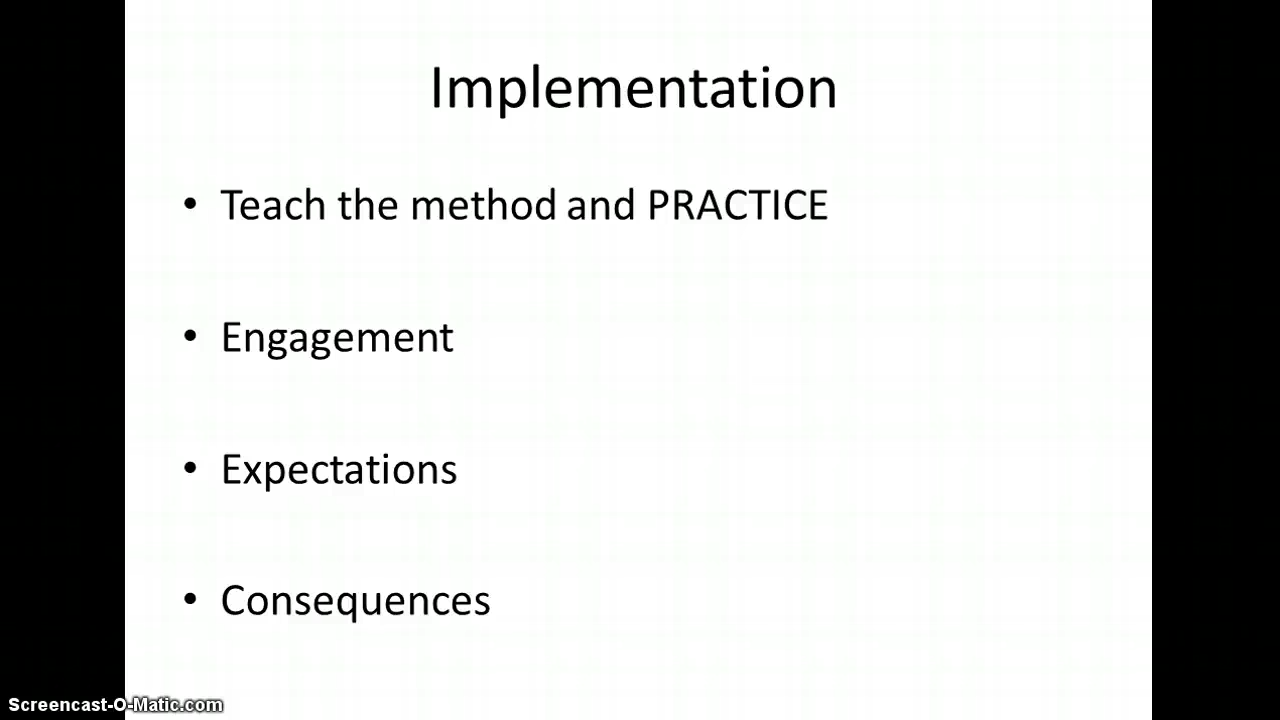 Implementation
• Teach the method and PRACTICE
• Engagement
• Expectations
• Consequences
Screencast-O-Matic.com